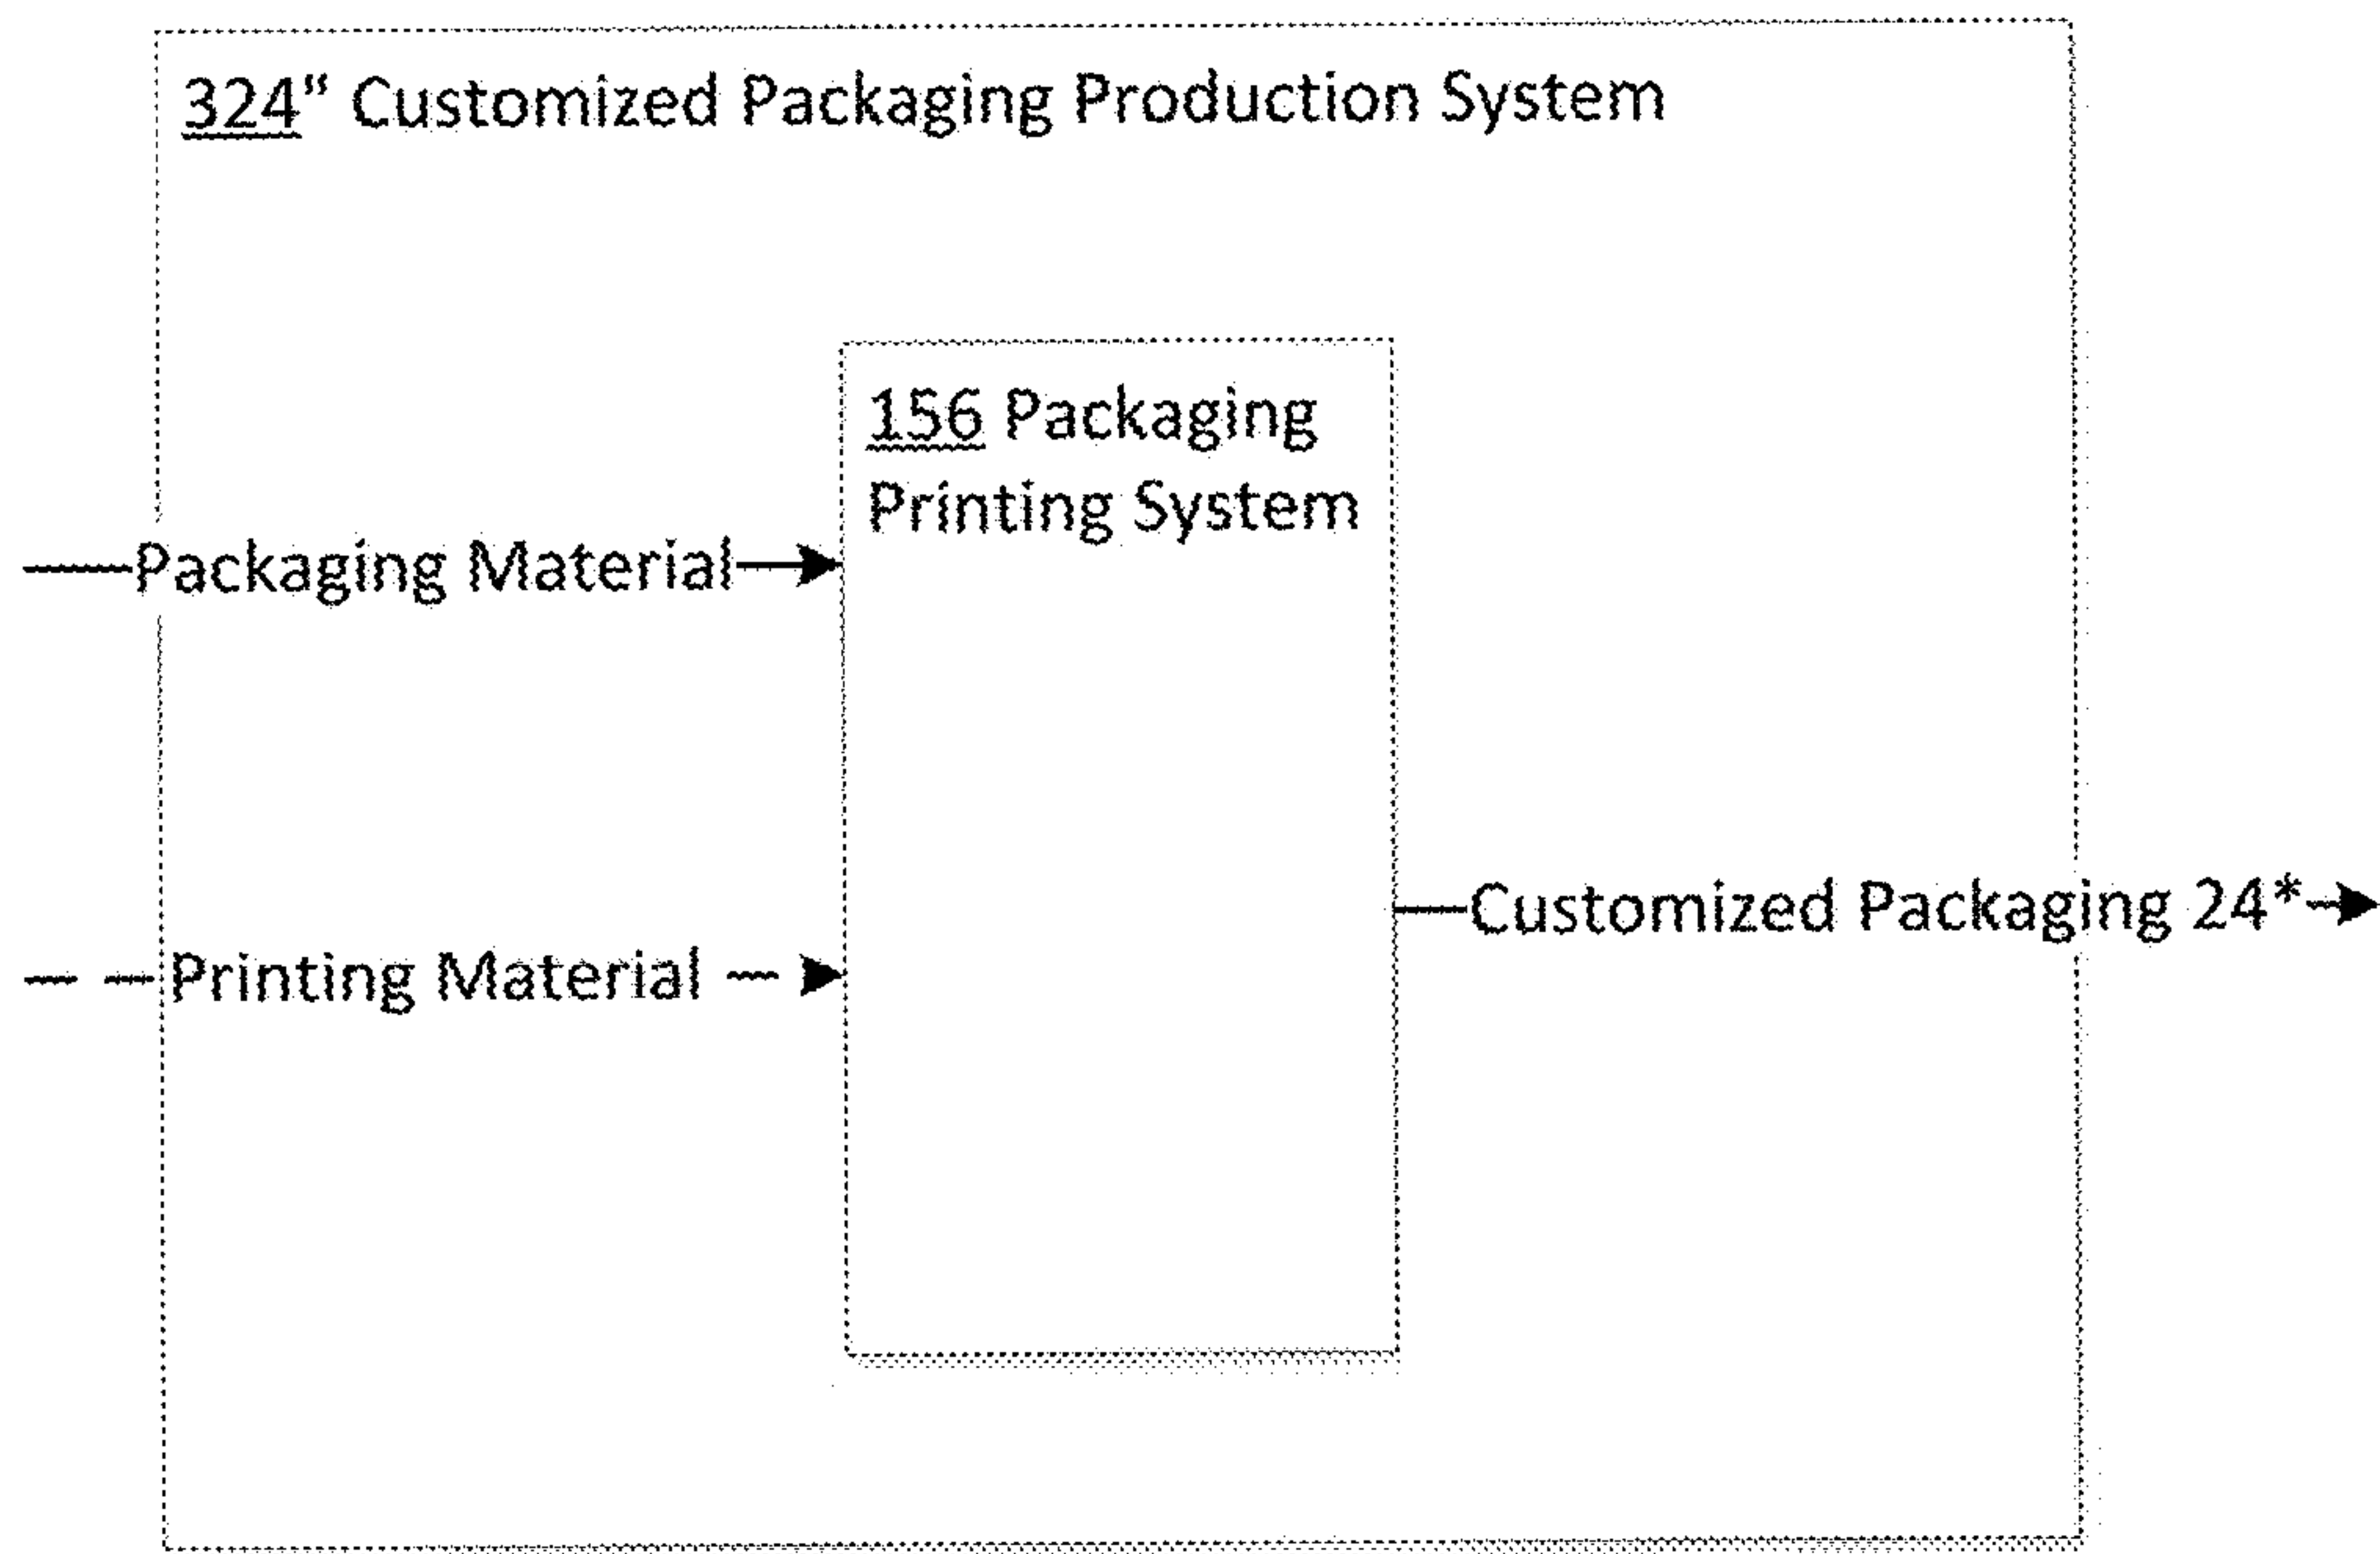 324" Customized Packaging Production System
156 Packaging
Printing System
Packaging Material
Customized Packaging 24*
Printing Material